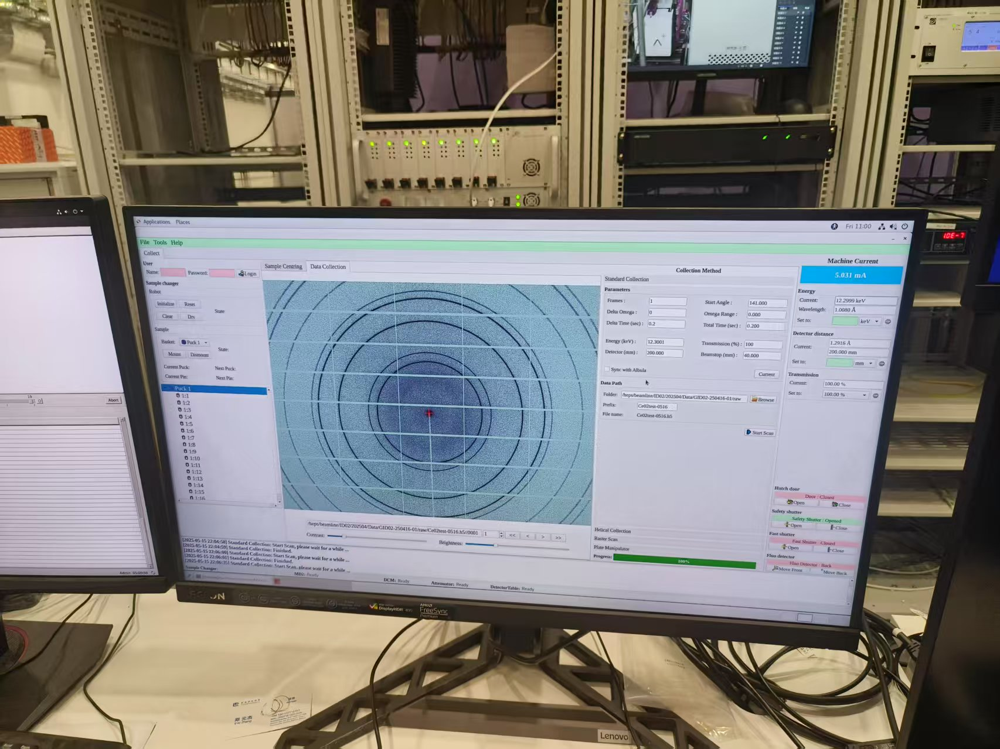 Applications Places
Fri 11:00
File Tools Help
Collect
User
Name:
Password:
Login
Sample changer
Robot
Initialize
Reset
State:
Clear
Dry
Sample
Basket:
Puck 1
State:
Mount
Dismount
Current Puck:
Next Puck:
Current Pin:
Next Pin:
Puck 1
1:1
1:2
1:3
1:4
1:5
1:6
1:7
1:8
1:9
1:10
1:11
1:12
1:13
1:14
1:15
1:16
Sample Centring
Data Collection
/heps/beamline/ID02/202504/Data/GID02-250416-01/raw/Ce02test-0516.h5//0001
1
<<
<
>
>>
Contrast:
Brightness:
Collection Method
Standard Collection
Parameters
Frames : 1
Start Angle : 141.000
Delta Omega : 0
Omega Range : 0.000
Delta Time (sec) : 0.2
Total Time (sec) : 0.200
Energy (keV) : 12.3001
Transmission (%) : 100
Detector (mm) : 200.000
Beamstop (mm) : 40.000
Sync with Albula
Current
Data Path
Folder: /heps/beamline/ID02/202504/Data/GID02-250416-01/raw
Browse
Prefix: Ce02test-0516
File name: Ce02test-0516.h5
Start Scan
Helical Collection
Raster Scan
Plate Manipulator
Progress: 100%
Machine Current
5.031 mA
Energy
Current: 12.2999 keV
Wavelength: 1.0080 Å
Set to: keV
Detector distance
1.2916 Å
Current:
200.000 mm
Set to: mm
Transmission
Current: 100.00 %
Set to: 100.00 %
Hutch door
Door : Closed
Open
Close
Safety shutter
Safety Shutter : Opened
Open
Close
Fast shutter
Fast Shutter : Closed
Open
Close
Fluo detector
Fluo Detector : Back
Move Front
Move Back
[2025-05-15 22:04:58] Standard Collection: Start Scan, please wait for a while ...
[2025-05-15 22:04:59] Standard Collection: Finished.
[2025-05-15 22:06:00] Standard Collection: Start Scan, please wait for a while ...
[2025-05-15 22:06:01] Standard Collection: Finished.
[2025-05-15 22:06:35] Standard Collection: Start Scan, please wait for a while ...
Sample Changer:
MD2: Ready
DCM: Ready
Attenuator: Ready
DetectorTable: Ready
19
Abort
DisplayHDR 400
AMD
FreeSync
Premium
Lenovo